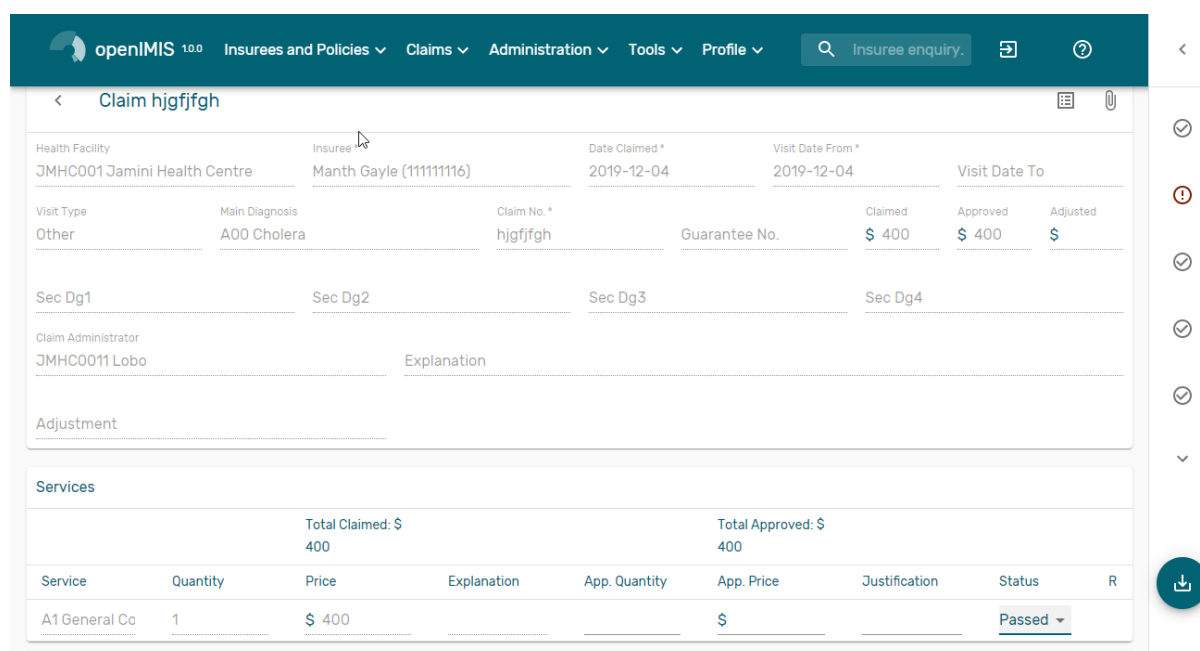 openIMIS 1.0.0 Insurees and Policies Claims Administration Tools Profile Insuree enquiry.
Claim hjgfjfgh
Health Facility Insuree * Date Claimed * Visit Date From *
JMHC001 Jamini Health Centre Manth Gayle (111111116) 2019-12-04 2019-12-04 Visit Date To
Visit Type Main Diagnosis Claim No. * Claimed Approved Adjusted
Other A00 Cholera hjgfjfgh Guarantee No. $ 400 $ 400 $
Sec Dg1 Sec Dg2 Sec Dg3 Sec Dg4
Claim Administrator
JMHC0011 Lobo Explanation
Adjustment
Services
Total Claimed: $ Total Approved: $
400 400
Service Quantity Price Explanation App. Quantity App. Price Justification Status R
A1 General Co 1 $ 400 $ Passed